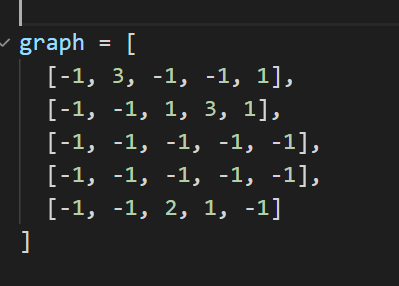 graph = [
  [-1, 3, -1, -1, 1],
  [-1, -1, 1, 3, 1],
  [-1, -1, -1, -1, -1],
  [-1, -1, -1, -1, -1],
  [-1, -1, 2, 1, -1]
]